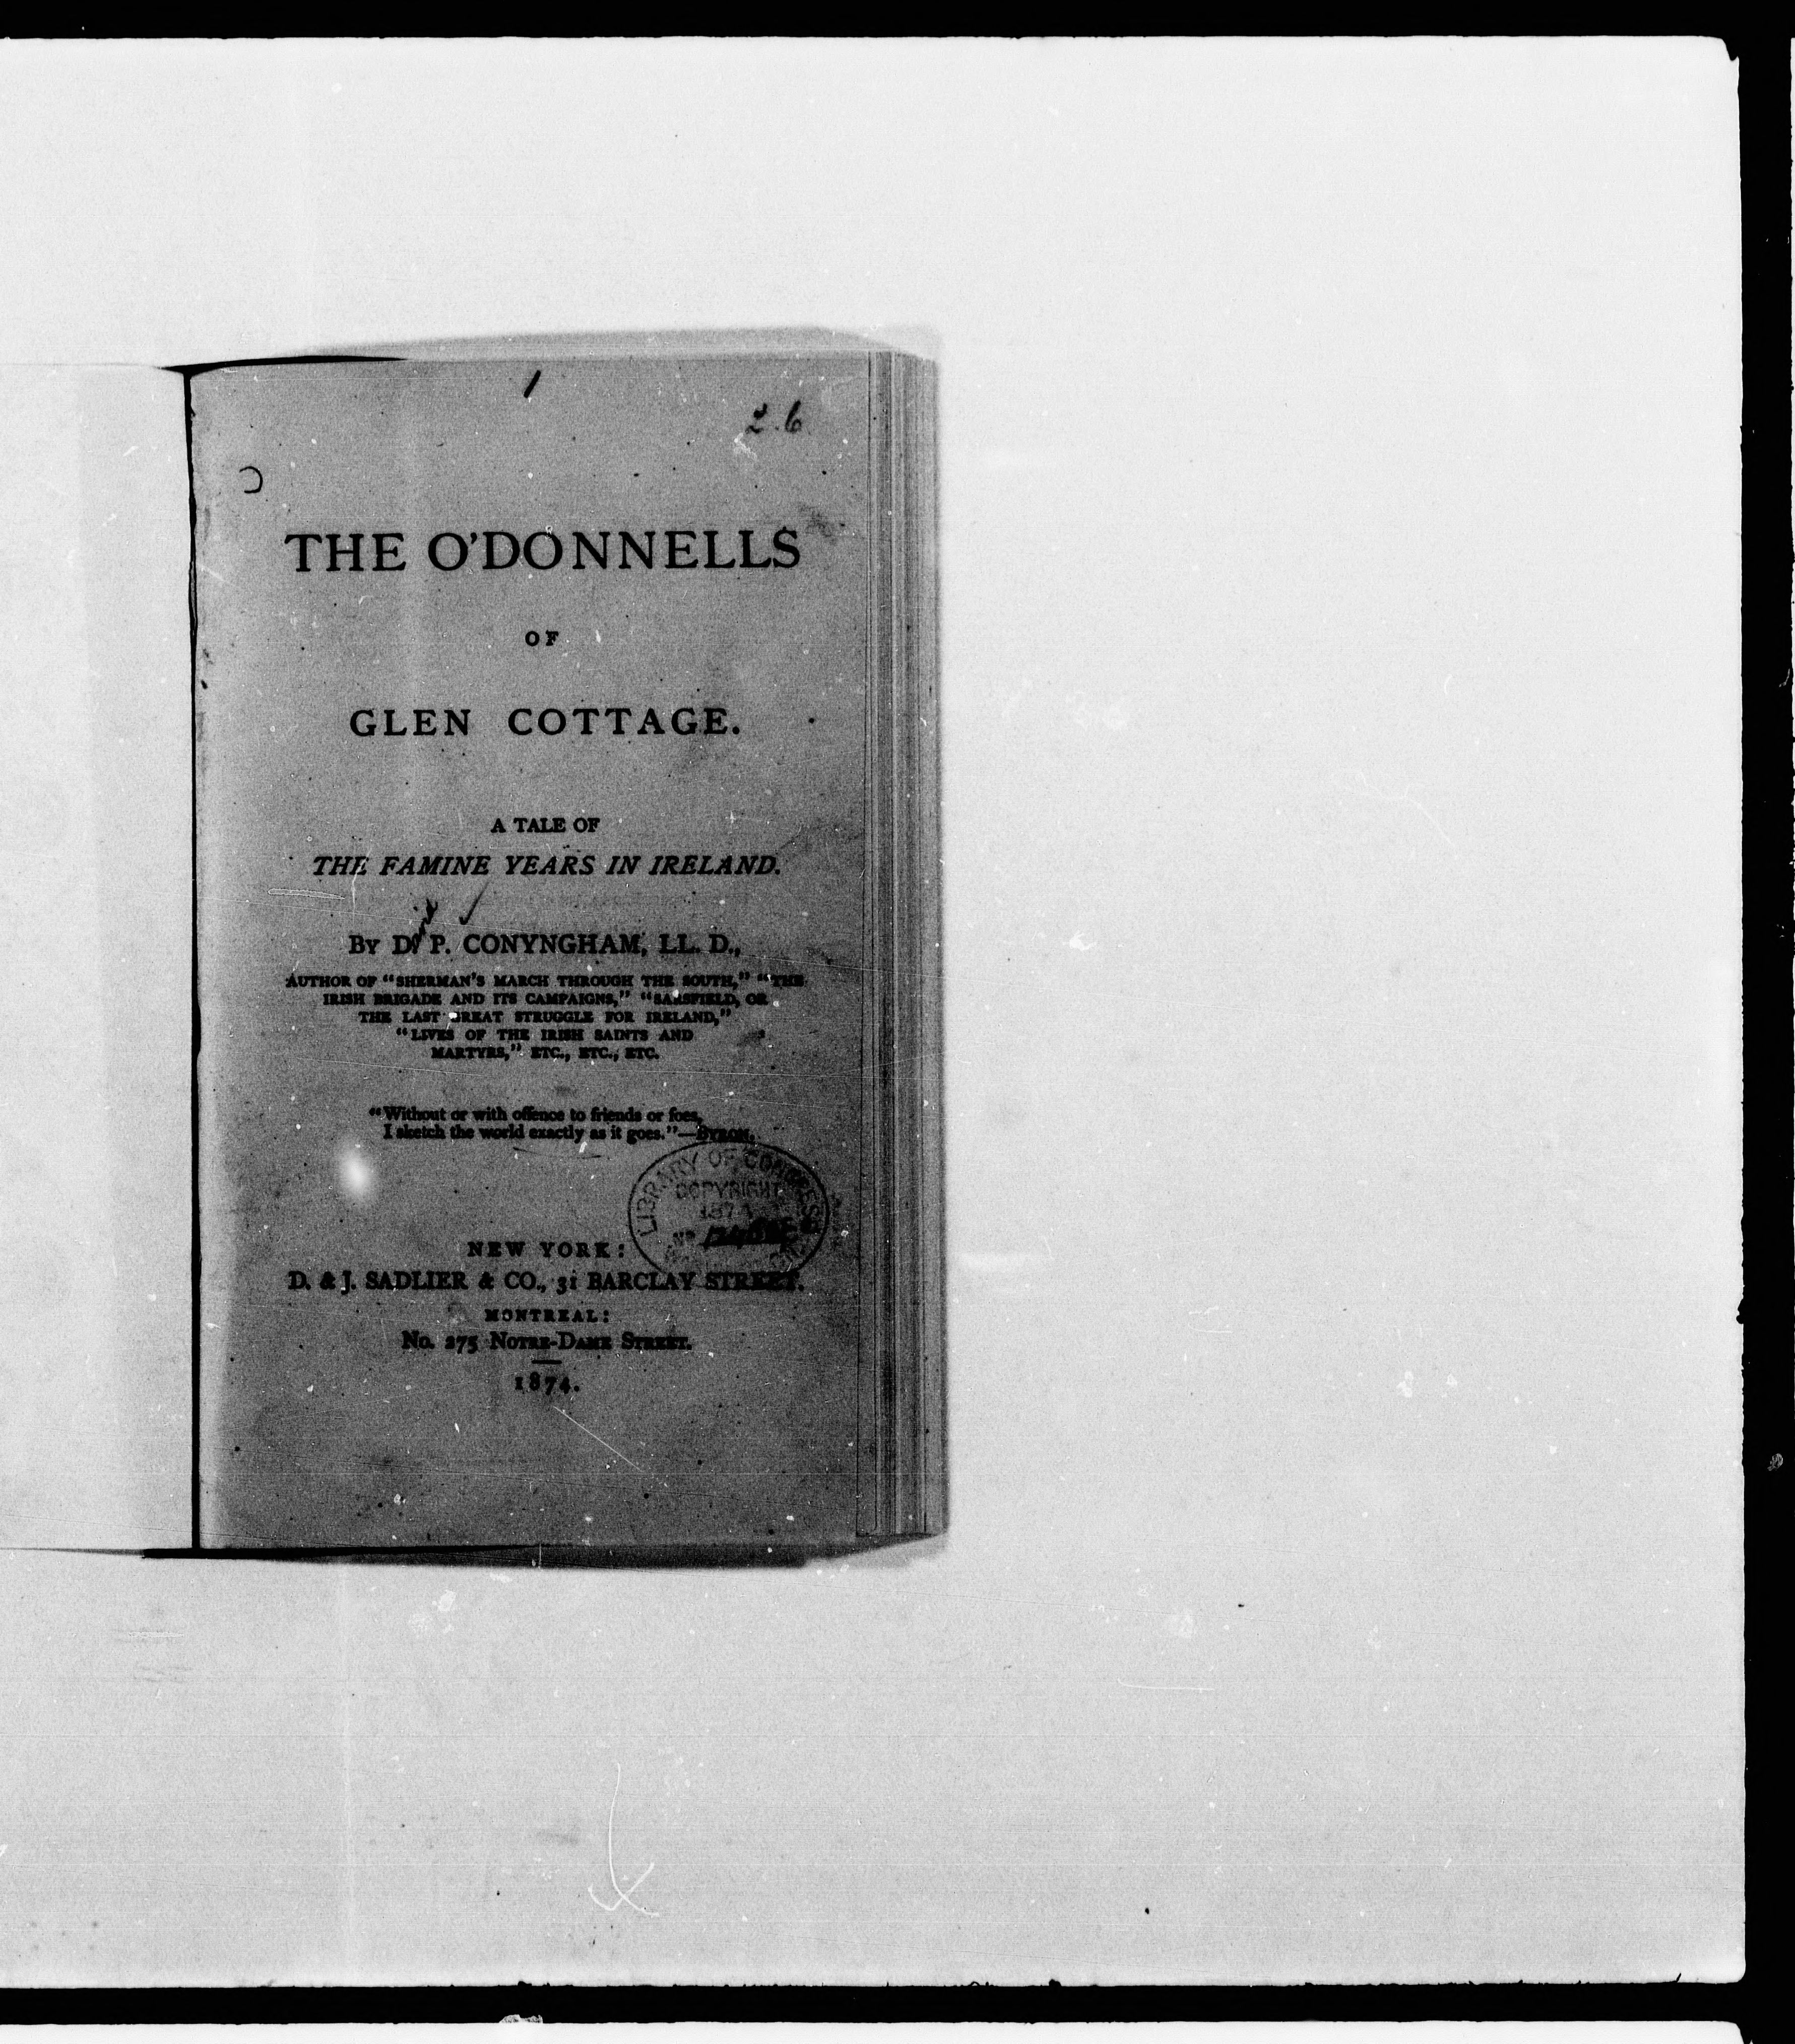 2.6
THE O'DONNELLS
OF
GLEN COTTAGE.
A TALE OF
THE FAMINE YEARS IN IRELAND.
BY D. P. CONYNGHAM, LL. D.,
AUTHOR OF "SHERMAN'S MARCH THROUGH THE SOUTH," "THE
IRISH BRIGADE AND ITS CAMPAIGNS," "SARSFIELD, OR
THE LAST GREAT STRUGGLE FOR IRELAND,"
"LIVES OF THE IRISH SAINTS AND
MARTYRS," ETC., ETC., ETC.
"Without or with offence to friends or foes,
I sketch the world exactly as it goes."—BYRON.
LIBRARY OF CONGRESS
COPYRIGHT
1874
No
NEW YORK:
D. & J. SADLIER & CO., 31 BARCLAY STREET.
MONTREAL:
No. 275 NOTRE-DAME STREET.
1874.